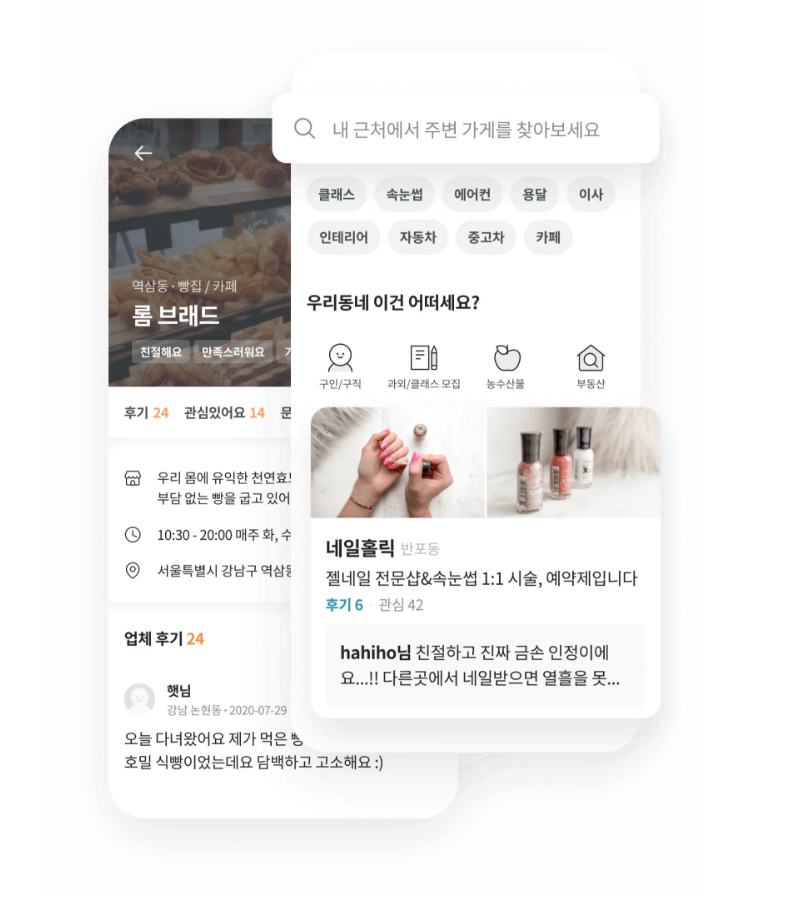 내 근처에서 주변 가게를 찾아보세요
클래스 속눈썹 에어컨 용달 이사
인테리어 자동차 중고차 카페
우리동네 이건 어떠세요?
구인/구직 과외/클래스 모집 농수산물 부동산
네일홀릭 반포동
젤네일 전문샵&속눈썹 1:1 시술, 예약제입니다
후기 6 · 관심 42
hahiho님 친절하고 진짜 금손 인정이에
요...!! 다른곳에서 네일받으면 열흘을 못...
역삼동 · 빵집 / 카페
롬 브래드
친절해요 만족스러워요
후기 24 관심있어요 14 문
우리 몸에 유익한 천연효
부담 없는 빵을 굽고 있어
10:30 - 20:00 매주 화, 수
서울특별시 강남구 역삼동
업체 후기 24
햇님
강남 논현동 · 2020-07-29
오늘 다녀왔어요 제가 먹은 빵
호밀 식빵이었는데요 담백하고 고소해요 :)